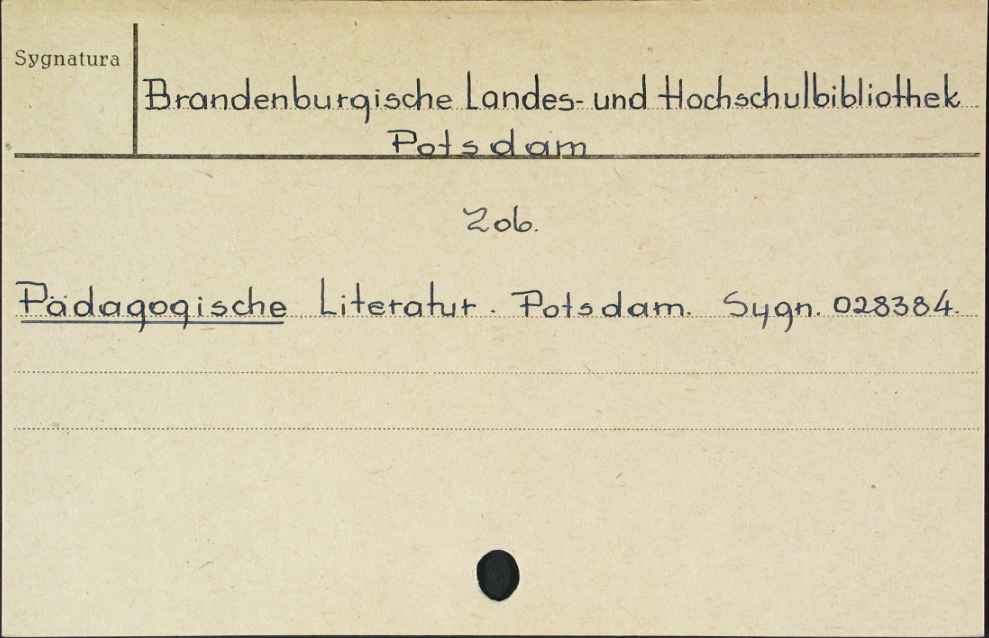 Sygnatura
Brandenburgische Landes- und Hochschulbibliothek
Potsdam
Zob.
Pädagogische Literatur. Potsdam. Sygn. 028384.